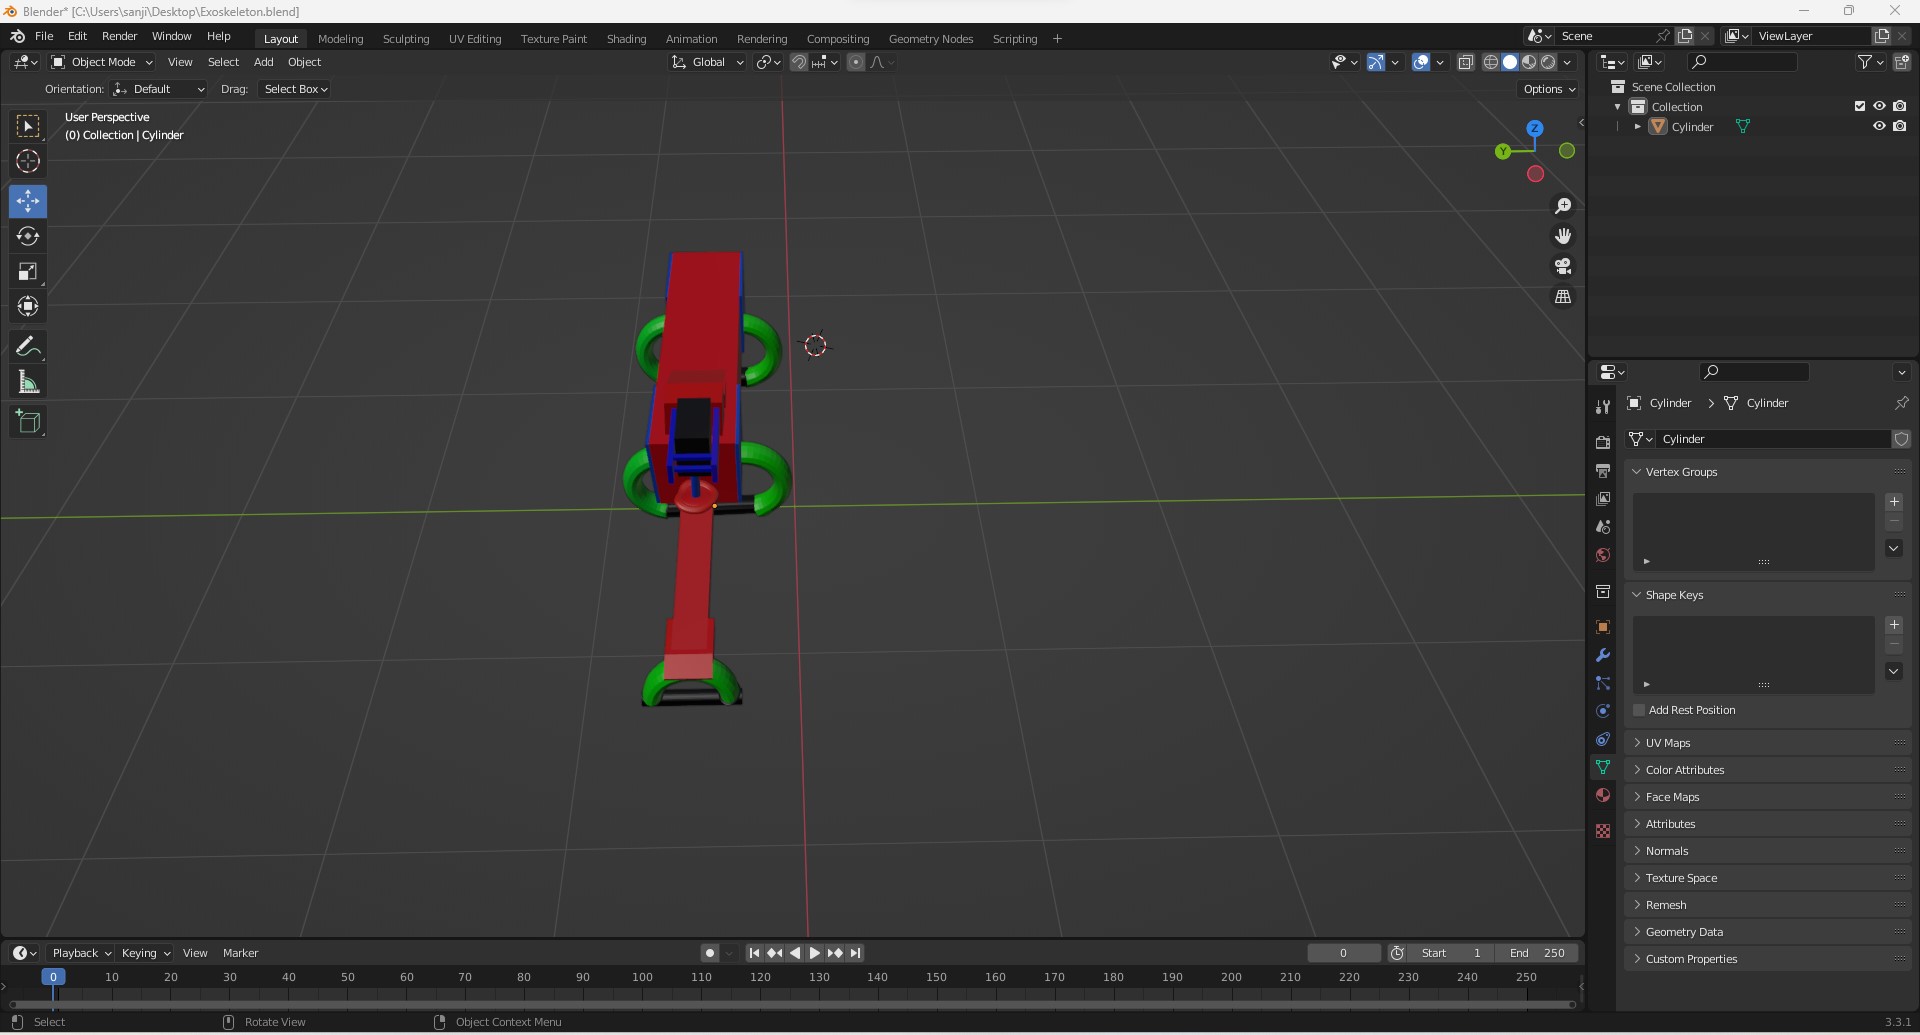 Blender* [C:\Users\sanji\Desktop\Exoskeleton.blend]
File Edit Render Window Help Layout Modeling Sculpting UV Editing Texture Paint Shading Animation Rendering Compositing Geometry Nodes Scripting + Scene ViewLayer
Object Mode View Select Add Object Global
Orientation: Default Drag: Select Box Options
User Perspective
(0) Collection | Cylinder
Z
Y
Scene Collection
Collection
Cylinder
Cylinder > Cylinder
Cylinder
Vertex Groups
Shape Keys
Add Rest Position
UV Maps
Color Attributes
Face Maps
Attributes
Normals
Texture Space
Remesh
Geometry Data
Custom Properties
Playback Keying View Marker 0 Start 1 End 250
0 10 20 30 40 50 60 70 80 90 100 110 120 130 140 150 160 170 180 190 200 210 220 230 240 250
Select Rotate View Object Context Menu 3.3.1